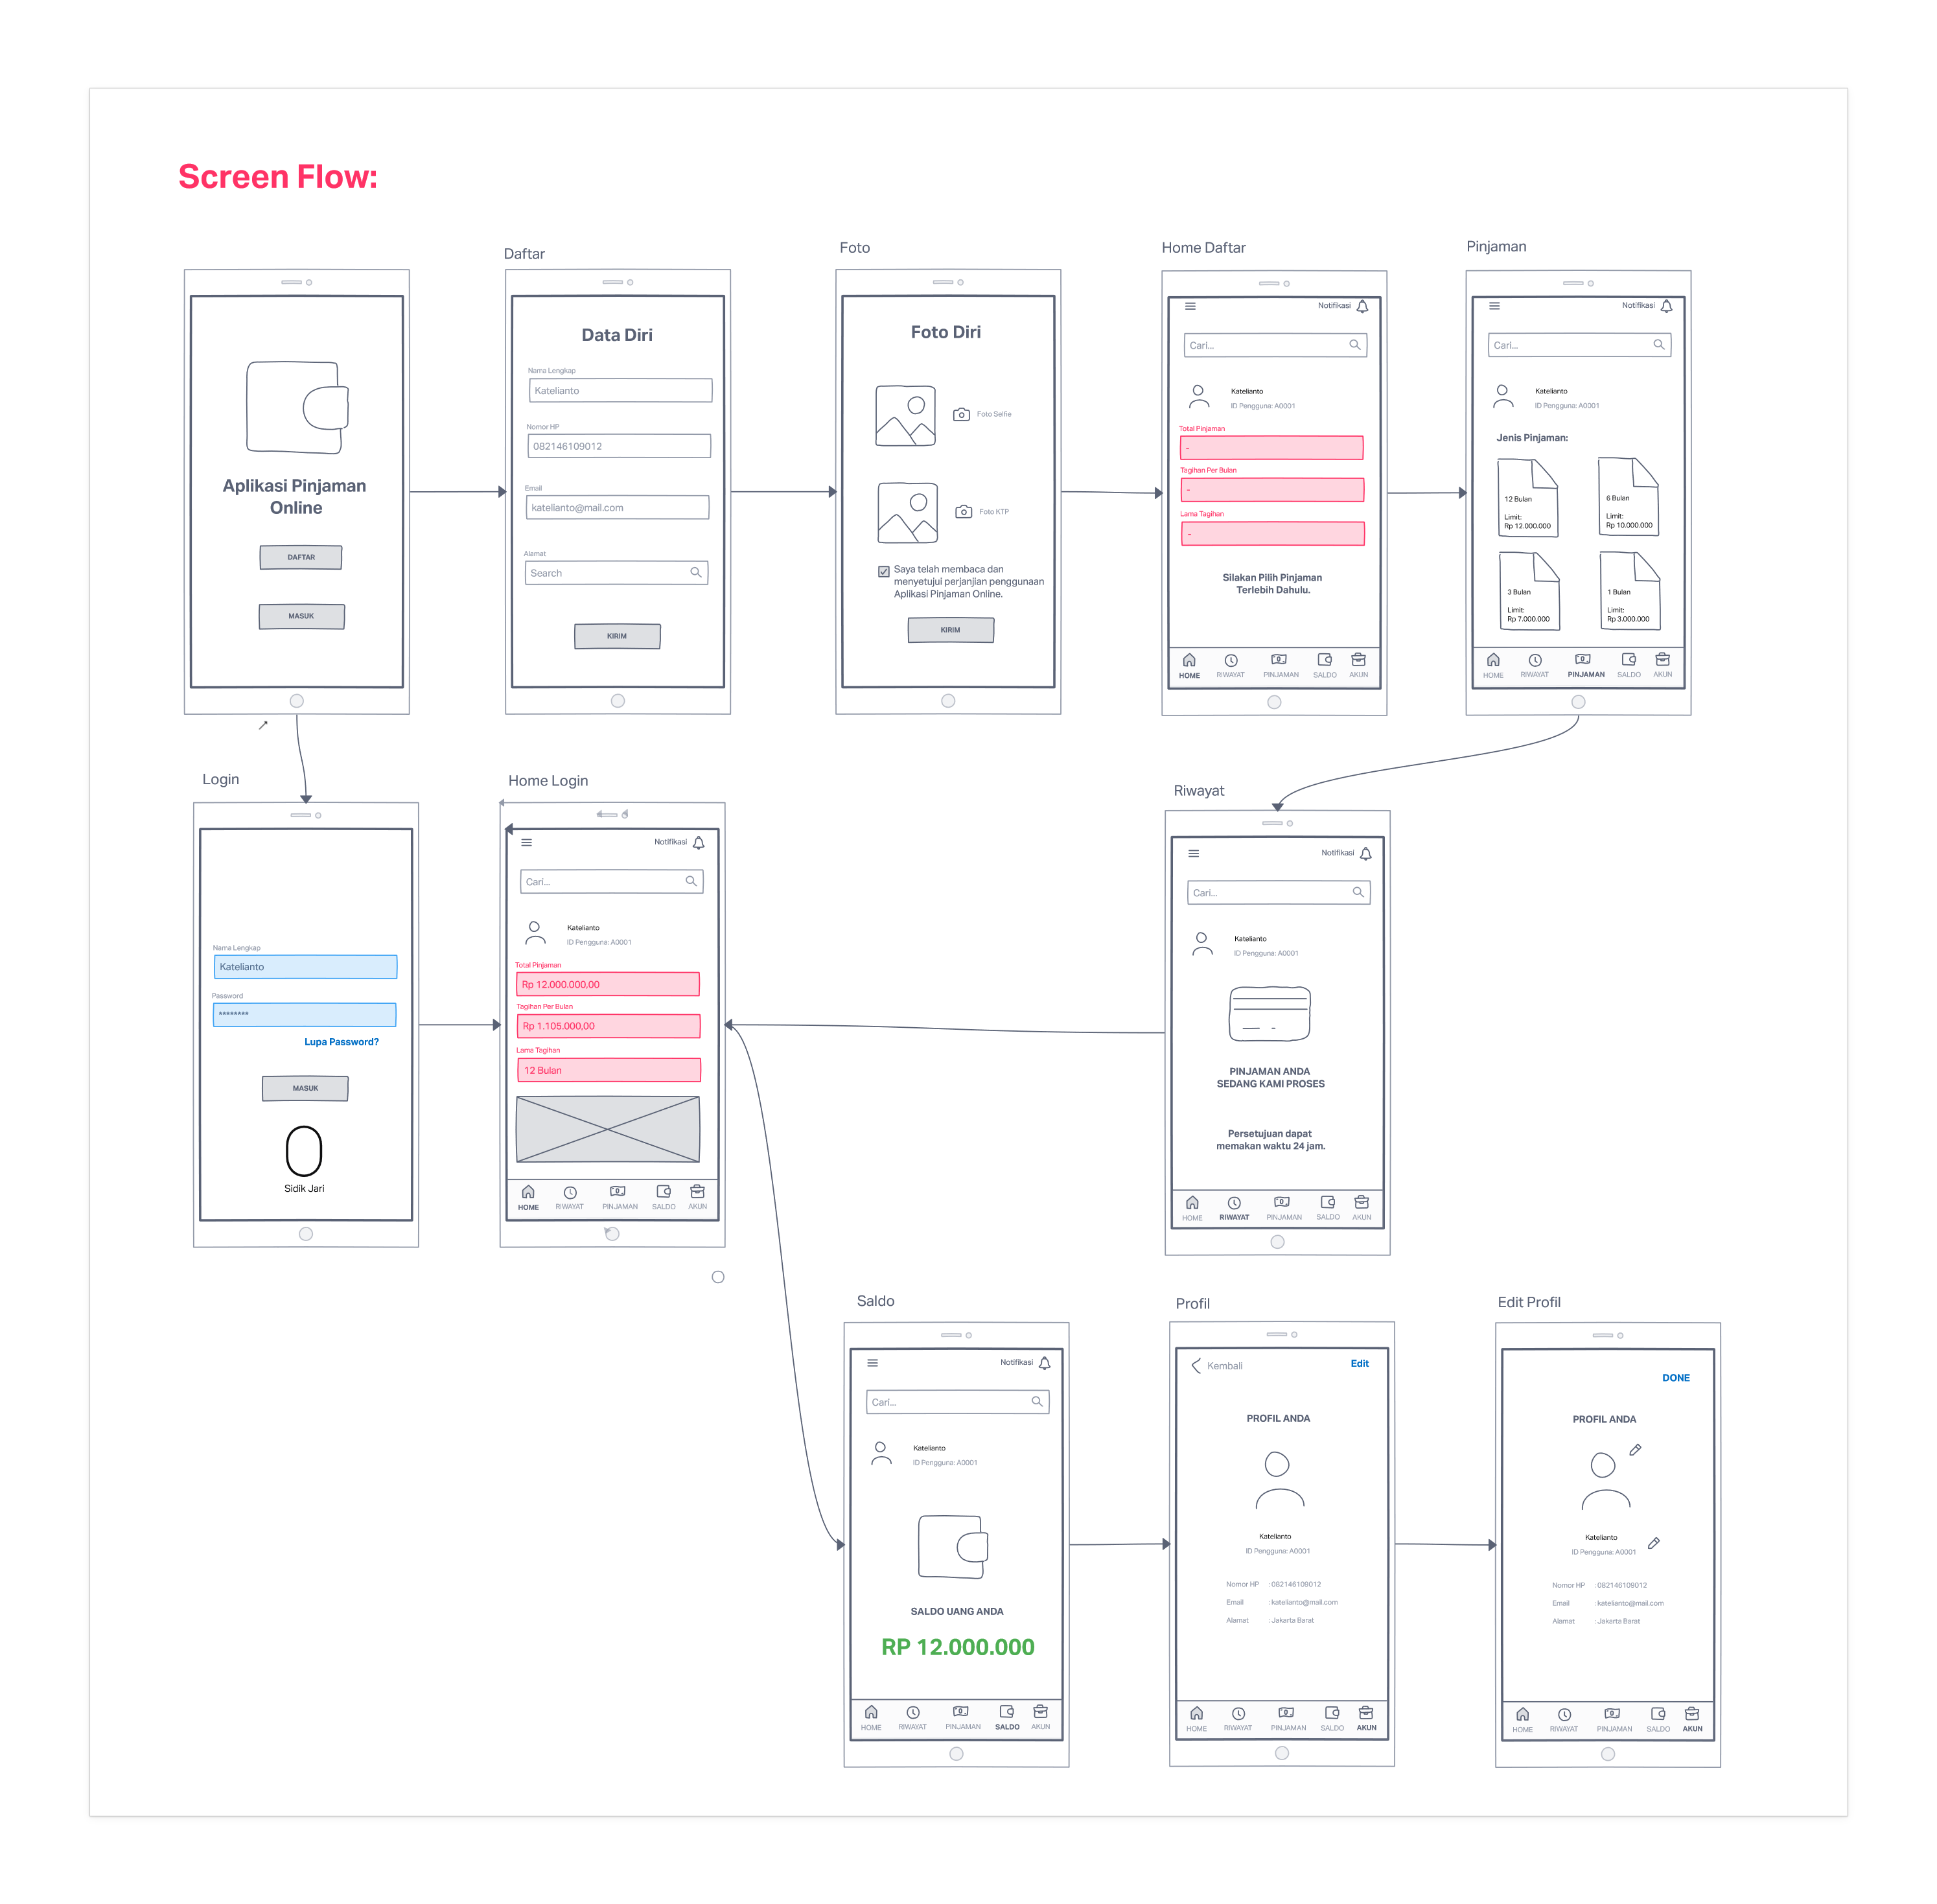 Screen Flow:
Aplikasi Pinjaman
Online
DAFTAR
MASUK
Daftar
Data Diri
Nama Lengkap
Katelianto
Nomor HP
082146109012
Email
katelianto@mail.com
Alamat
Search
KIRIM
Foto
Foto Diri
Foto Selfie
Foto KTP
Saya telah membaca dan
menyetujui perjanjian penggunaan
Aplikasi Pinjaman Online.
KIRIM
Home Daftar
Notifikasi
Cari...
Katelianto
ID Pengguna: A0001
Total Pinjaman
-
Tagihan Per Bulan
-
Lama Tagihan
-
Silakan Pilih Pinjaman
Terlebih Dahulu.
HOME RIWAYAT PINJAMAN SALDO AKUN
Pinjaman
Notifikasi
Cari...
Katelianto
ID Pengguna: A0001
Jenis Pinjaman:
12 Bulan
Limit:
Rp 12.000.000
6 Bulan
Limit:
Rp 10.000.000
3 Bulan
Limit:
Rp 7.000.000
1 Bulan
Limit:
Rp 3.000.000
HOME RIWAYAT PINJAMAN SALDO AKUN
Login
Nama Lengkap
Katelianto
Password
********
Lupa Password?
MASUK
Sidik Jari
Home Login
Notifikasi
Cari...
Katelianto
ID Pengguna: A0001
Total Pinjaman
Rp 12.000.000,00
Tagihan Per Bulan
Rp 1.105.000,00
Lama Tagihan
12 Bulan
HOME RIWAYAT PINJAMAN SALDO AKUN
Riwayat
Notifikasi
Cari...
Katelianto
ID Pengguna: A0001
PINJAMAN ANDA
SEDANG KAMI PROSES
Persetujuan dapat
memakan waktu 24 jam.
HOME RIWAYAT PINJAMAN SALDO AKUN
Saldo
Notifikasi
Cari...
Katelianto
ID Pengguna: A0001
SALDO UANG ANDA
RP 12.000.000
HOME RIWAYAT PINJAMAN SALDO AKUN
Profil
Kembali Edit
PROFIL ANDA
Katelianto
ID Pengguna: A0001
Nomor HP : 082146109012
Email : katelianto@mail.com
Alamat : Jakarta Barat
HOME RIWAYAT PINJAMAN SALDO AKUN
Edit Profil
DONE
PROFIL ANDA
Katelianto
ID Pengguna: A0001
Nomor HP : 082146109012
Email : katelianto@mail.com
Alamat : Jakarta Barat
HOME RIWAYAT PINJAMAN SALDO AKUN